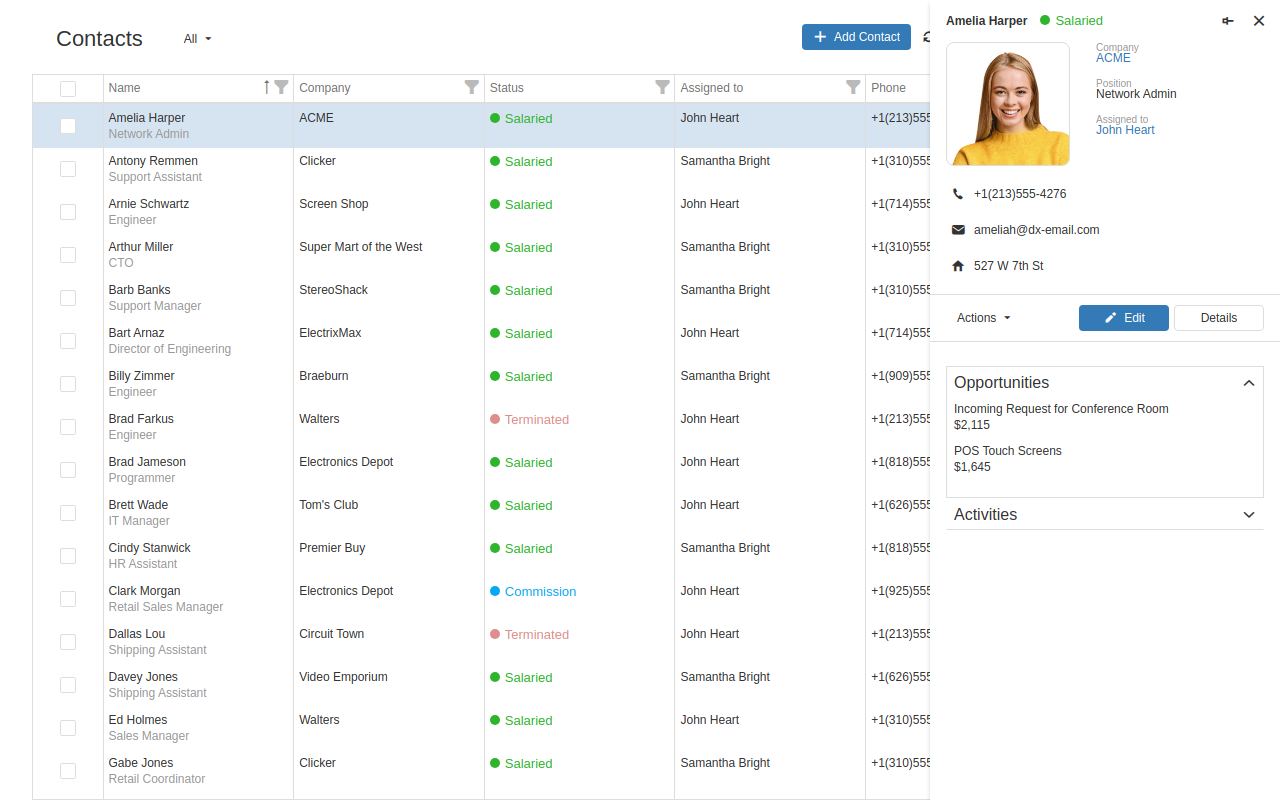 Contacts
All
Add Contact
Name
Company
Status
Assigned to
Phone
Amelia Harper
Network Admin
ACME
Salaried
John Heart
+1(213)555
Antony Remmen
Support Assistant
Clicker
Salaried
Samantha Bright
+1(310)555
Arnie Schwartz
Engineer
Screen Shop
Salaried
John Heart
+1(714)555
Arthur Miller
CTO
Super Mart of the West
Salaried
Samantha Bright
+1(310)555
Barb Banks
Support Manager
StereoShack
Salaried
Samantha Bright
+1(310)555
Bart Arnaz
Director of Engineering
ElectrixMax
Salaried
John Heart
+1(714)555
Billy Zimmer
Engineer
Braeburn
Salaried
Samantha Bright
+1(909)555
Brad Farkus
Engineer
Walters
Terminated
John Heart
+1(213)555
Brad Jameson
Programmer
Electronics Depot
Salaried
John Heart
+1(818)555
Brett Wade
IT Manager
Tom's Club
Salaried
John Heart
+1(626)555
Cindy Stanwick
HR Assistant
Premier Buy
Salaried
Samantha Bright
+1(818)555
Clark Morgan
Retail Sales Manager
Electronics Depot
Commission
John Heart
+1(925)555
Dallas Lou
Shipping Assistant
Circuit Town
Terminated
John Heart
+1(213)555
Davey Jones
Shipping Assistant
Video Emporium
Salaried
Samantha Bright
+1(626)555
Ed Holmes
Sales Manager
Walters
Salaried
John Heart
+1(310)555
Gabe Jones
Retail Coordinator
Clicker
Salaried
Samantha Bright
+1(310)555
Amelia Harper
Salaried
Company
ACME
Position
Network Admin
Assigned to
John Heart
+1(213)555-4276
ameliah@dx-email.com
527 W 7th St
Actions
Edit
Details
Opportunities
Incoming Request for Conference Room
$2,115
POS Touch Screens
$1,645
Activities